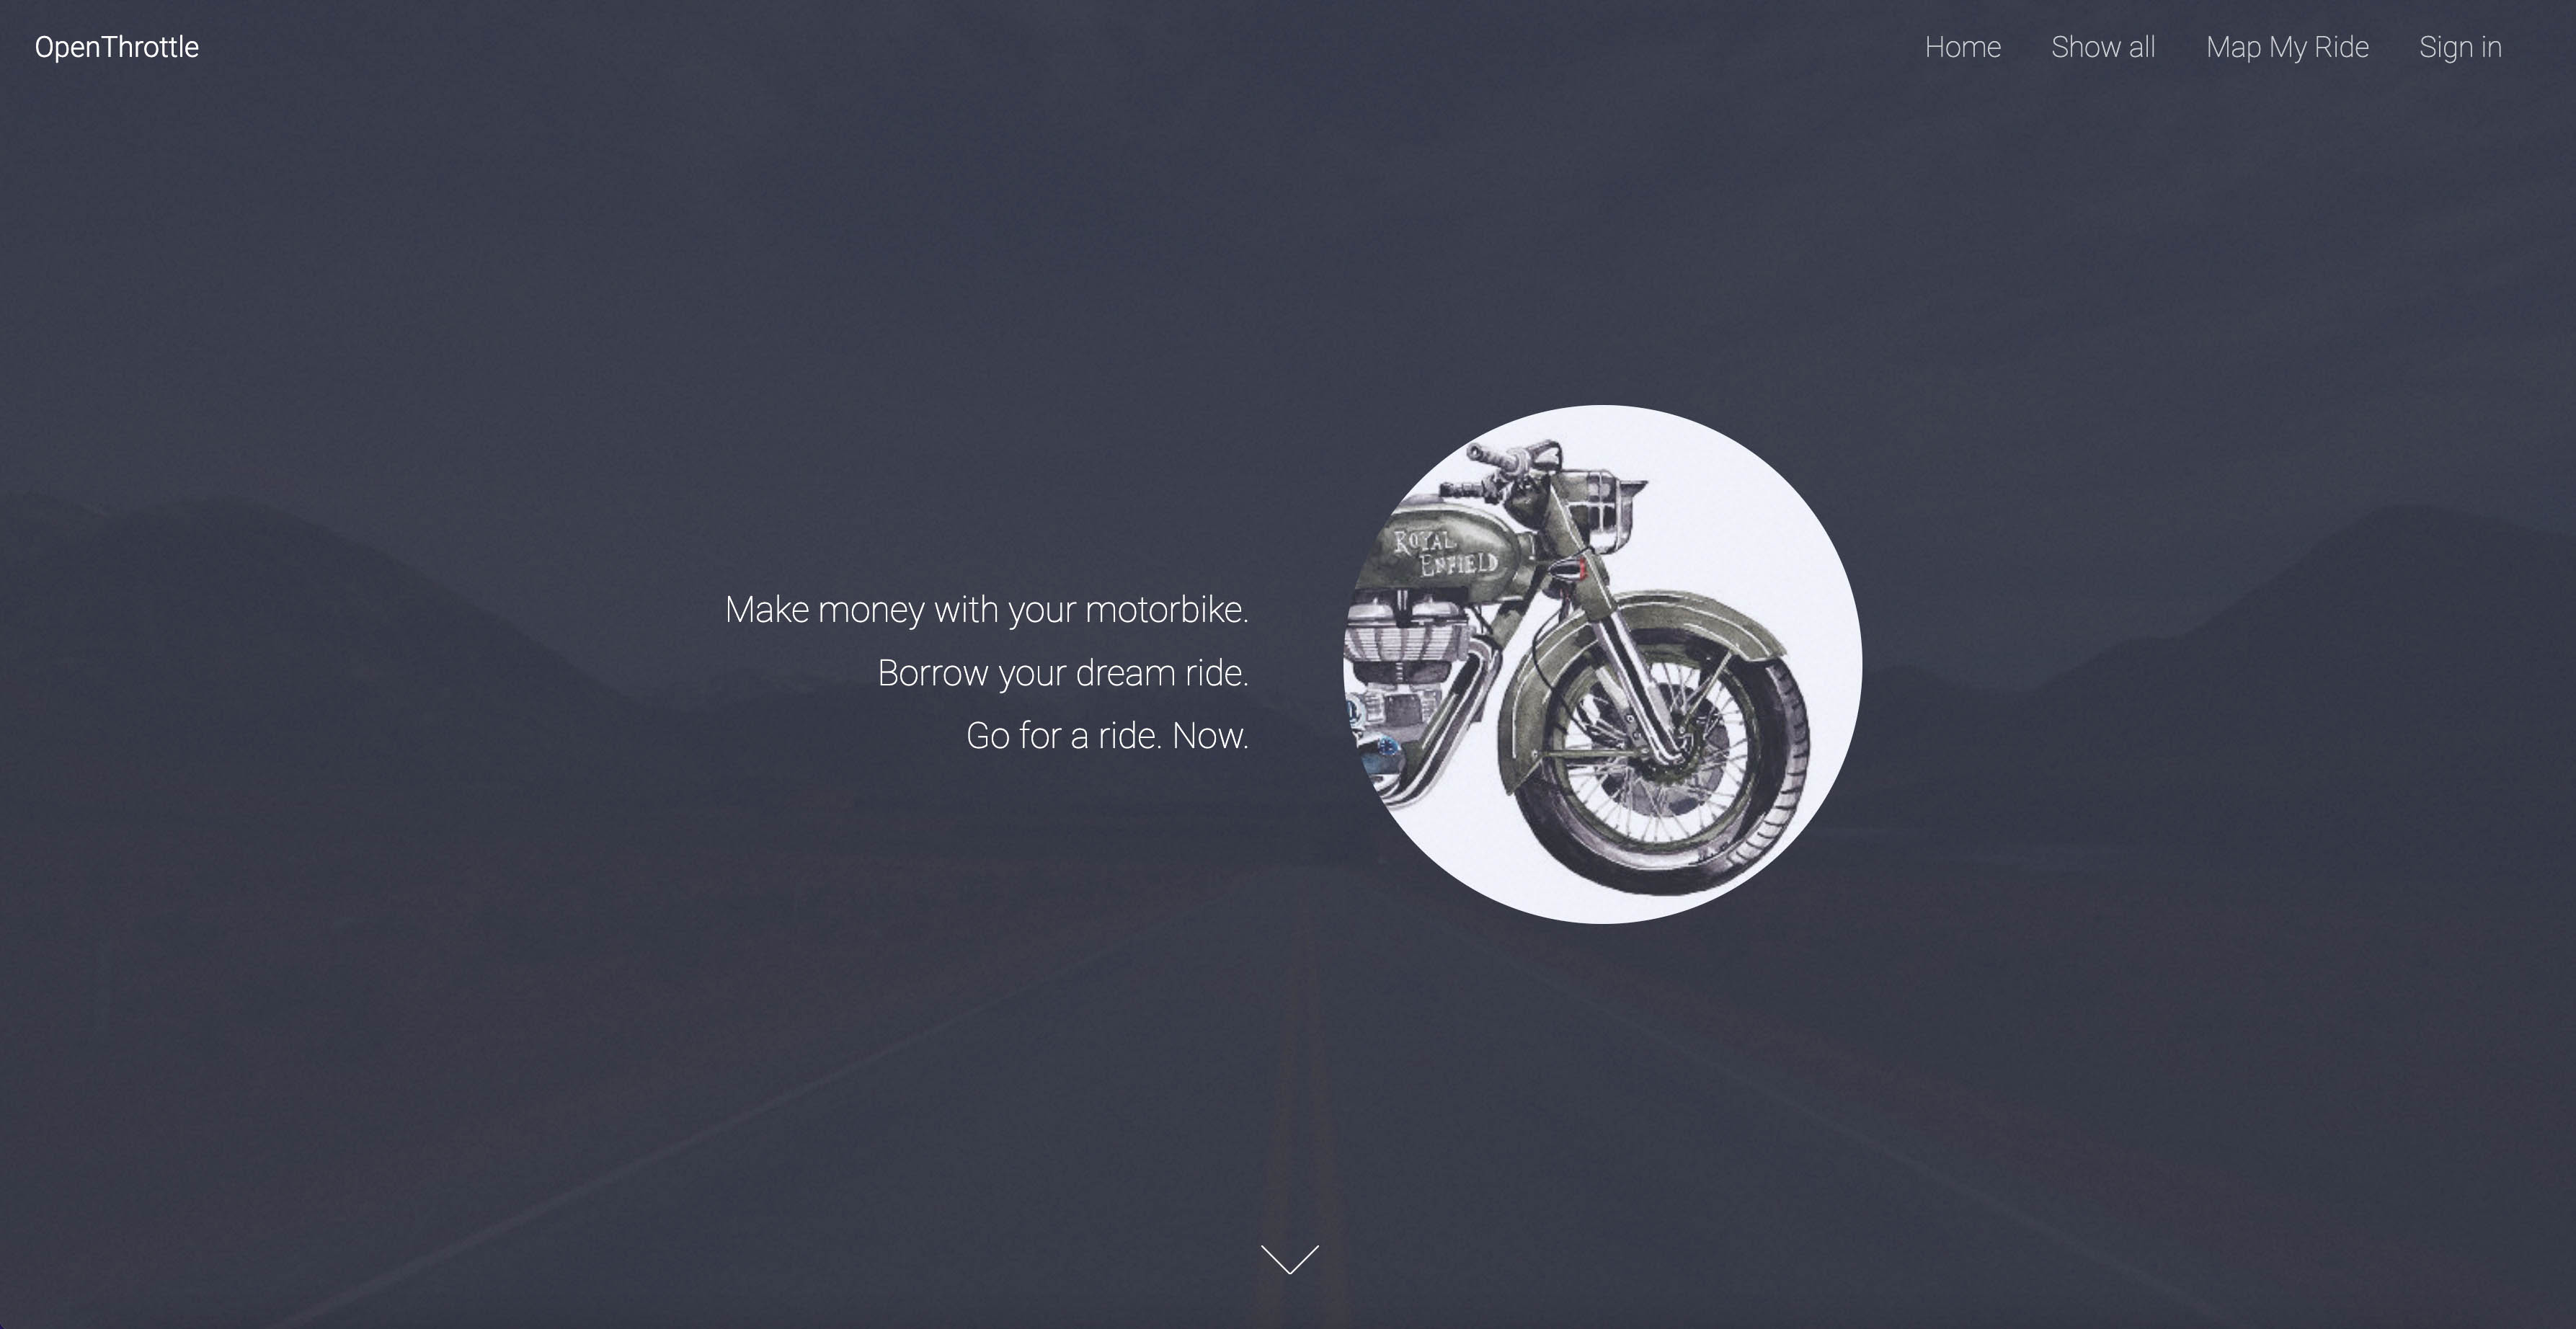 OpenThrottle
Home
Show all
Map My Ride
Sign in
Make money with your motorbike.
Borrow your dream ride.
Go for a ride. Now.
ROYAL
ENFIELD